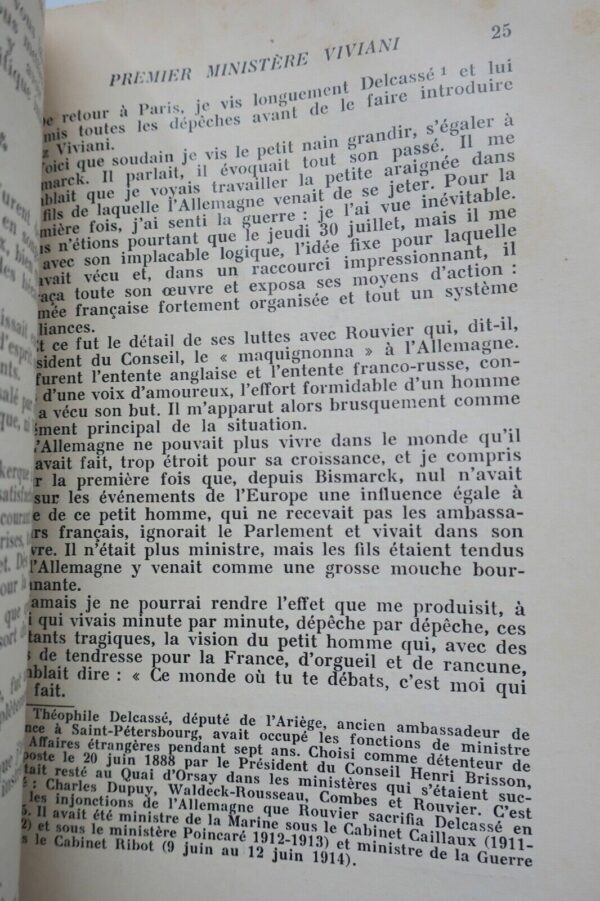 PREMIER MINISTÈRE VIVIANI 25
retour à Paris, je vis longuement Delcassé 1 et lui
mis toutes les dépêches avant de le faire introduire
Viviani.
oici que soudain je vis le petit nain grandir, s'égaler à
marck. Il parlait, il évoquait tout son passé. Il me
blait que je voyais travailler la petite araignée dans
fils de laquelle l'Allemagne venait de se jeter. Pour la
mière fois, j'ai senti la guerre : je l'ai vue inévitable.
s n'étions pourtant que le jeudi 30 juillet, mais il me
avec son implacable logique, l'idée fixe pour laquelle
avait vécu et, dans un raccourci impressionnant, il
aça toute son œuvre et exposa ses moyens d'action :
mée française fortement organisée et tout un système
liances.
t ce fut le détail de ses luttes avec Rouvier qui, dit-il,
sident du Conseil, le « maquignonna » à l'Allemagne.
furent l'entente anglaise et l'entente franco-russe, con-
d'une voix d'amoureux, l'effort formidable d'un homme
a vécu son but. Il m'apparut alors brusquement comme
ément principal de la situation.
'Allemagne ne pouvait plus vivre dans le monde qu'il
avait fait, trop étroit pour sa croissance, et je compris
r la première fois que, depuis Bismarck, nul n'avait
sur les événements de l'Europe une influence égale à
e de ce petit homme, qui ne recevait pas les ambassa-
rs français, ignorait le Parlement et vivait dans son
vre. Il n'était plus ministre, mais les fils étaient tendus
l'Allemagne y venait comme une grosse mouche bour-
nante.
amais je ne pourrai rendre l'effet que me produisit, à
i qui vivais minute par minute, dépêche par dépêche, ces
tants tragiques, la vision du petit homme qui, avec des
s de tendresse pour la France, d'orgueil et de rancune,
mblait dire : « Ce monde où tu te débats, c'est moi qui
fait.
Théophile Delcassé, député de l'Ariège, ancien ambassadeur de
nce à Saint-Pétersbourg, avait occupé les fonctions de ministre
Affaires étrangères pendant sept ans. Choisi comme détenteur de
poste le 20 juin 1888 par le Président du Conseil Henri Brisson,
tait resté au Quai d'Orsay dans les ministères qui s'étaient suc-
é : Charles Dupuy, Waldeck-Rousseau, Combes et Rouvier. C'est
les injonctions de l'Allemagne que Rouvier sacrifia Delcassé en
5. Il avait été ministre de la Marine sous le Cabinet Caillaux (1911-
2) et sous le ministère Poincaré 1912-1913) et ministre de la Guerre
s le Cabinet Ribot (9 juin au 12 juin 1914).